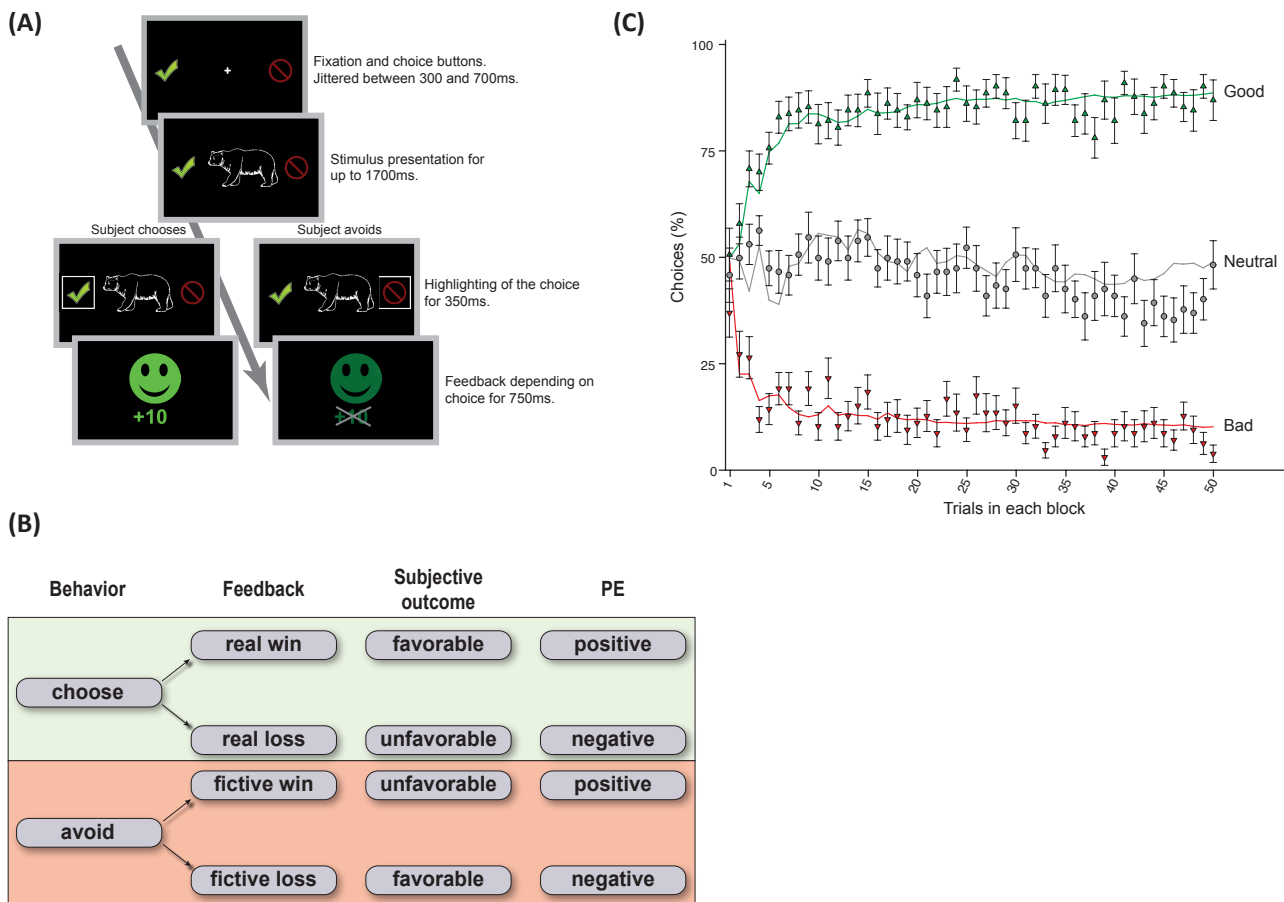 (A)
Fixation and choice buttons.
Jittered between 300 and 700ms.
Stimulus presentation for
up to 1700ms.
Subject chooses
Subject avoids
Highlighting of the choice
for 350ms.
+10
+10
Feedback depending on
choice for 750ms.
(B)
Behavior Feedback Subjective outcome PE
choose
real win favorable positive
real loss unfavorable negative
avoid
fictive win unfavorable positive
fictive loss favorable negative
(C)
100
75
50
25
0
Choices (%)
Good
Neutral
Bad
1 5 10 15 20 25 30 35 40 45 50
Trials in each block